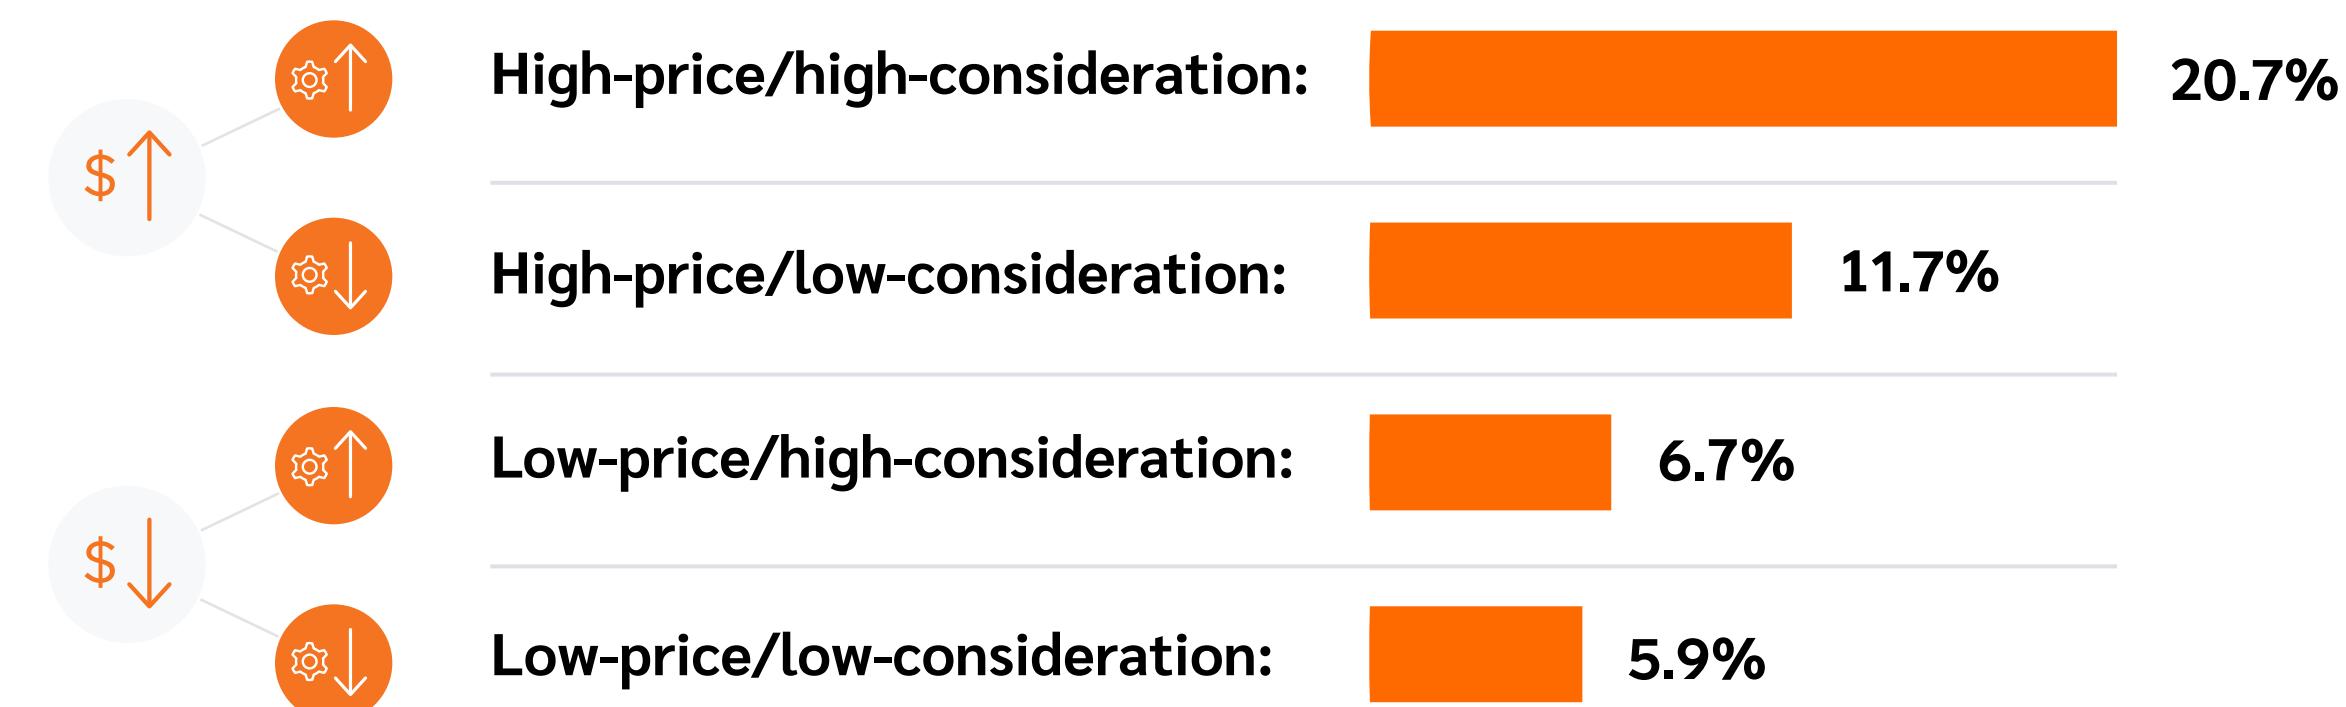 High-price/high-consideration: 20.7%
$
High-price/low-consideration: 11.7%
Low-price/high-consideration: 6.7%
$
Low-price/low-consideration: 5.9%